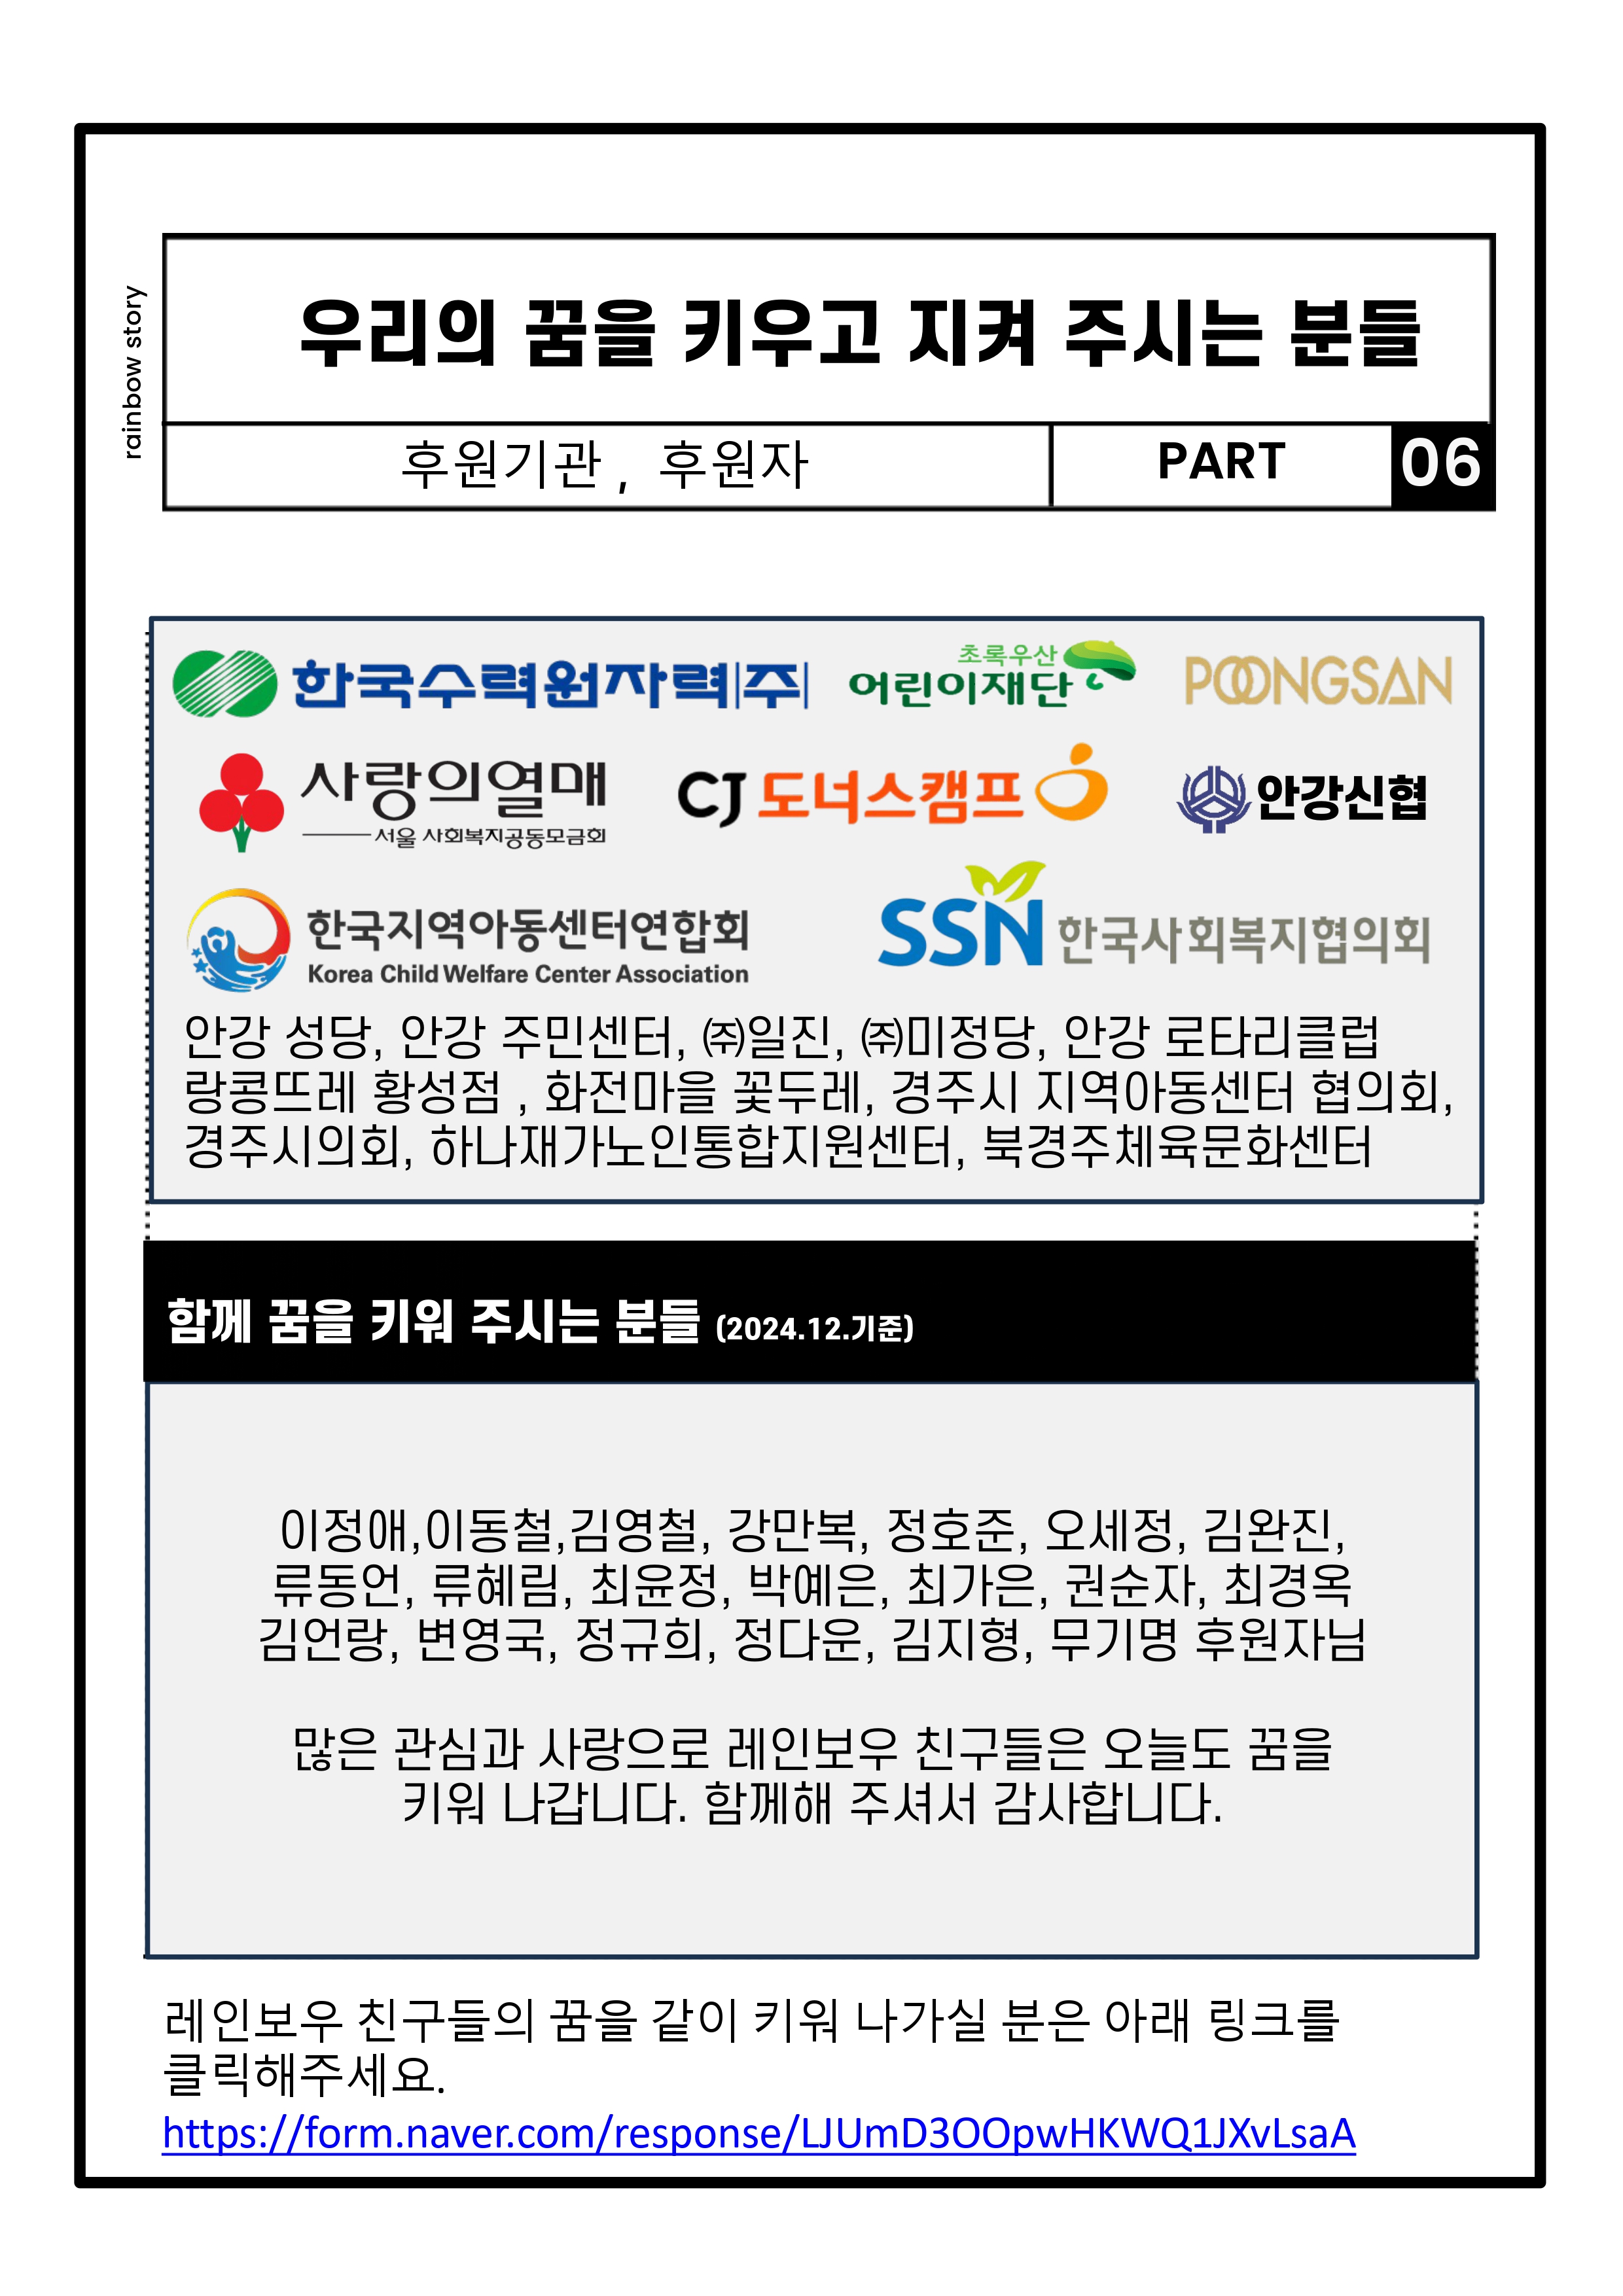 rainbow story
우리의 꿈을 키우고 지켜 주시는 분들
후원기관 , 후원자
PART
06
한국수력원자력|주|
초록우산
어린이재단
POONGSAN
사랑의열매
서울 사회복지공동모금회
CJ 도너스캠프
안강신협
한국지역아동센터연합회
Korea Child Welfare Center Association
SSN 한국사회복지협의회
안강 성당, 안강 주민센터, ㈜일진, ㈜미정당, 안강 로타리클럽
랑콩뜨레 황성점 , 화전마을 꽃두레, 경주시 지역아동센터 협의회,
경주시의회, 하나재가노인통합지원센터, 북경주체육문화센터
함께 꿈을 키워 주시는 분들 (2024.12.기준)
이정애,이동철,김영철, 강만복, 정호준, 오세정, 김완진,
류동언, 류혜림, 최윤정, 박예은, 최가은, 권순자, 최경옥
김언랑, 변영국, 정규희, 정다운, 김지형, 무기명 후원자님
많은 관심과 사랑으로 레인보우 친구들은 오늘도 꿈을
키워 나갑니다. 함께해 주셔서 감사합니다.
레인보우 친구들의 꿈을 같이 키워 나가실 분은 아래 링크를
클릭해주세요.
https://form.naver.com/response/LJUmD3OOpwHKWQ1JXvLsaA